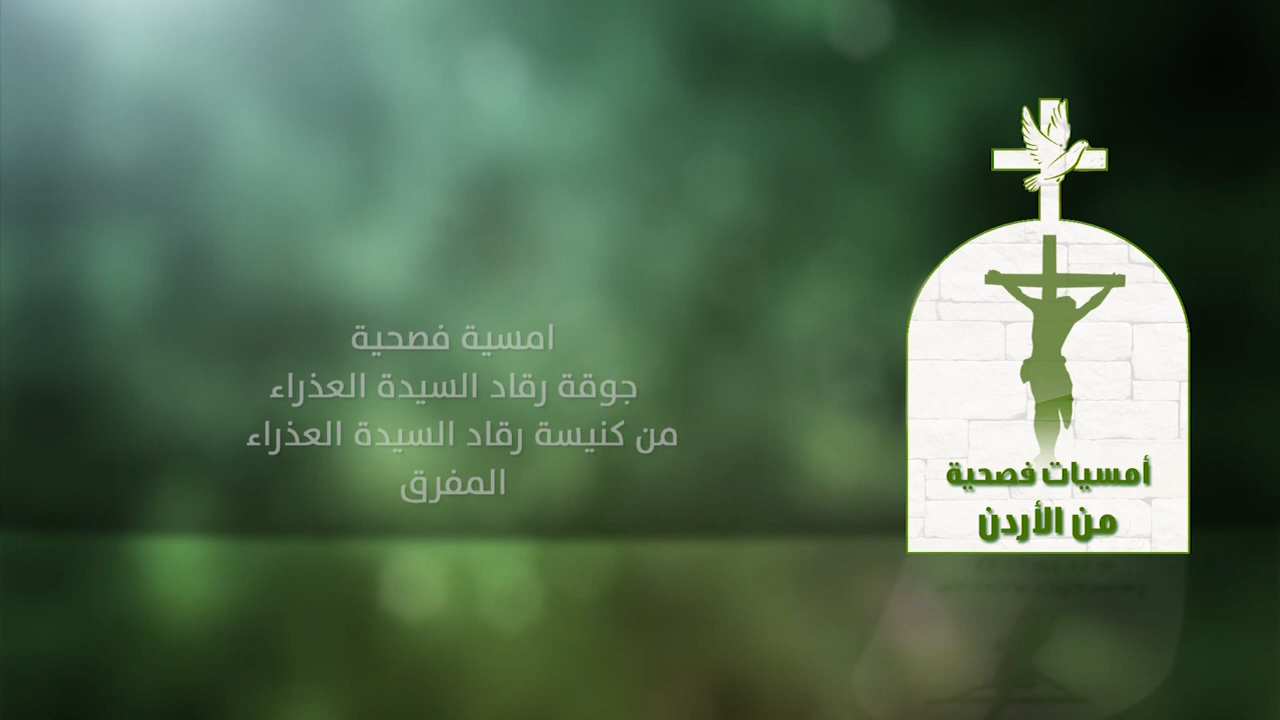 امسية فصحية
جوقة رقاد السيدة العذراء
من كنيسة رقاد السيدة العذراء
المفرق
أمسيات فصحية
من الأردن